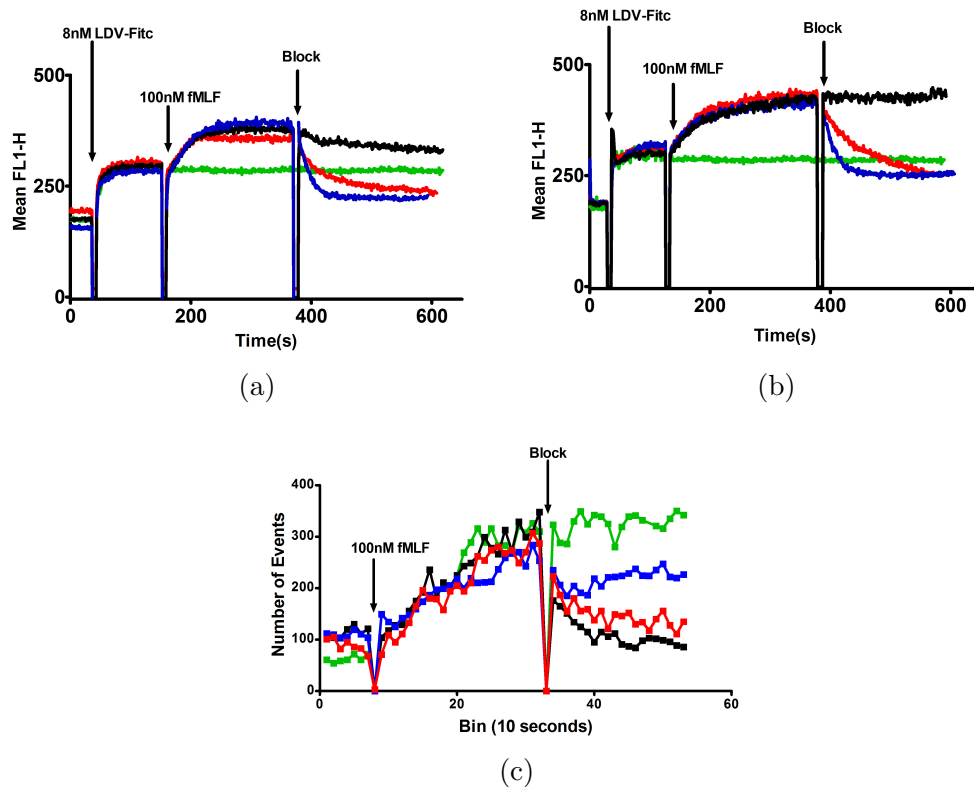 8nM LDV-Fitc
Block
100nM fMLF
500
250
0
Mean FL1-H
0
200
400
600
Time(s)
(a)
8nM LDV-Fitc
Block
100nM fMLF
500
250
0
Mean FL1-H
0
200
400
600
Time(s)
(b)
Block
100nM fMLF
400
300
200
100
0
Number of Events
0
20
40
60
Bin (10 seconds)
(c)